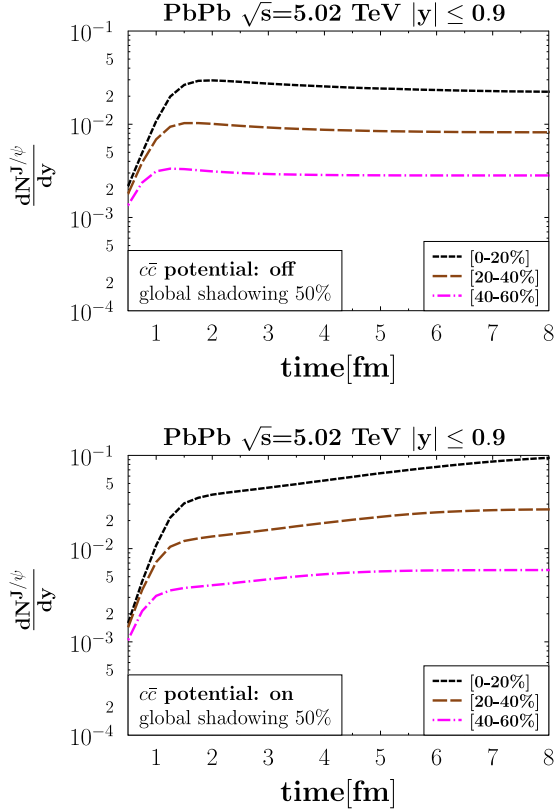 PbPb √s=5.02 TeV |y| ≤ 0.9
10⁻¹
5
2
10⁻²
5
2
10⁻³
5
2
10⁻⁴
dN^{J/ψ}
dy
cc̄ potential: off
global shadowing 50%
[0-20%]
[20-40%]
[40-60%]
1 2 3 4 5 6 7 8
time[fm]
PbPb √s=5.02 TeV |y| ≤ 0.9
10⁻¹
5
2
10⁻²
5
2
10⁻³
5
2
10⁻⁴
dN^{J/ψ}
dy
cc̄ potential: on
global shadowing 50%
[0-20%]
[20-40%]
[40-60%]
1 2 3 4 5 6 7 8
time[fm]